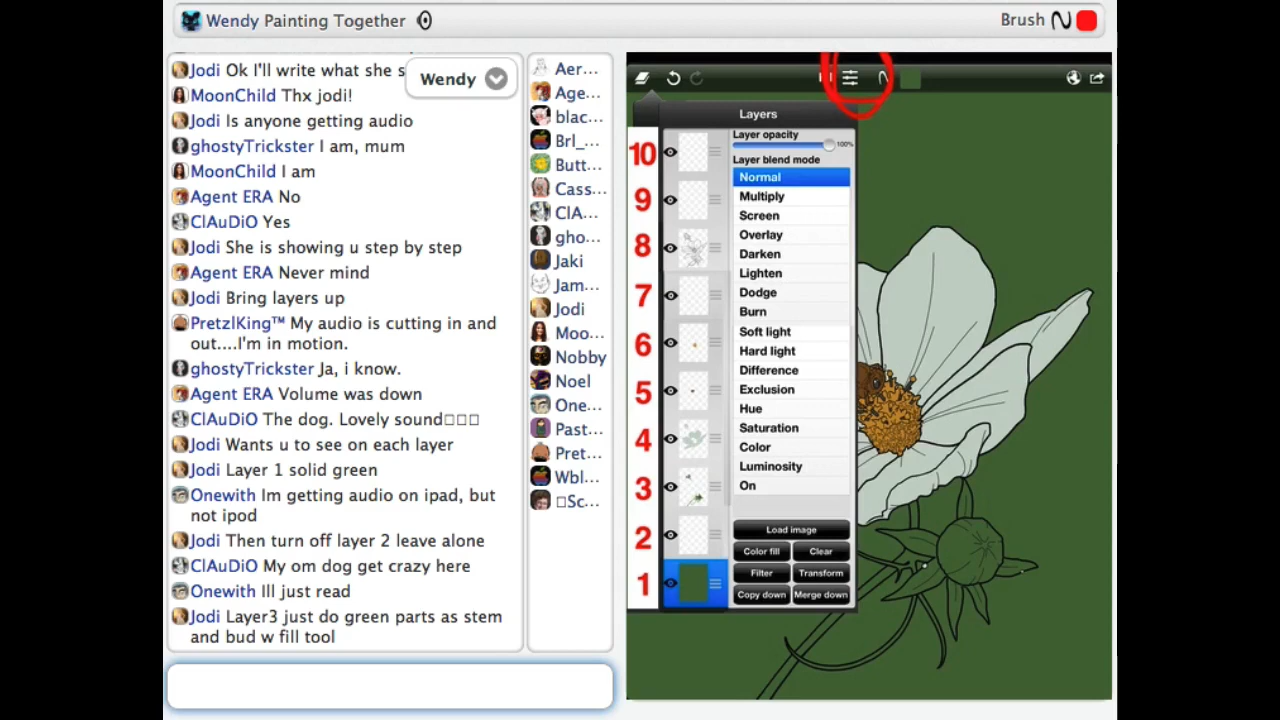 Wendy Painting Together
Brush
Jodi Ok I'll write what she s
Wendy
MoonChild Thx jodi!
Jodi Is anyone getting audio
ghostyTrickster I am, mum
MoonChild I am
Agent ERA No
ClAuDiO Yes
Jodi She is showing u step by step
Agent ERA Never mind
Jodi Bring layers up
PretzlKing™ My audio is cutting in and
out....I'm in motion.
ghostyTrickster Ja, i know.
Agent ERA Volume was down
ClAuDiO The dog. Lovely sound
Jodi Wants u to see on each layer
Jodi Layer 1 solid green
Onewith Im getting audio on ipad, but
not ipod
Jodi Then turn off layer 2 leave alone
ClAuDiO My om dog get crazy here
Onewith Ill just read
Jodi Layer3 just do green parts as stem
and bud w fill tool
Aer...
Age...
blac...
Brl_...
Butt...
Cass...
ClA...
gho...
Jaki
Jam...
Jodi
Moo...
Nobby
Noel
One...
Past...
Pret...
Wbl...
Sc...
Layers
10
9
8
7
6
5
4
3
2
1
Layer opacity
100%
Layer blend mode
Normal
Multiply
Screen
Overlay
Darken
Lighten
Dodge
Burn
Soft light
Hard light
Difference
Exclusion
Hue
Saturation
Color
Luminosity
On
Load image
Color fill Clear
Filter Transform
Copy down Merge down